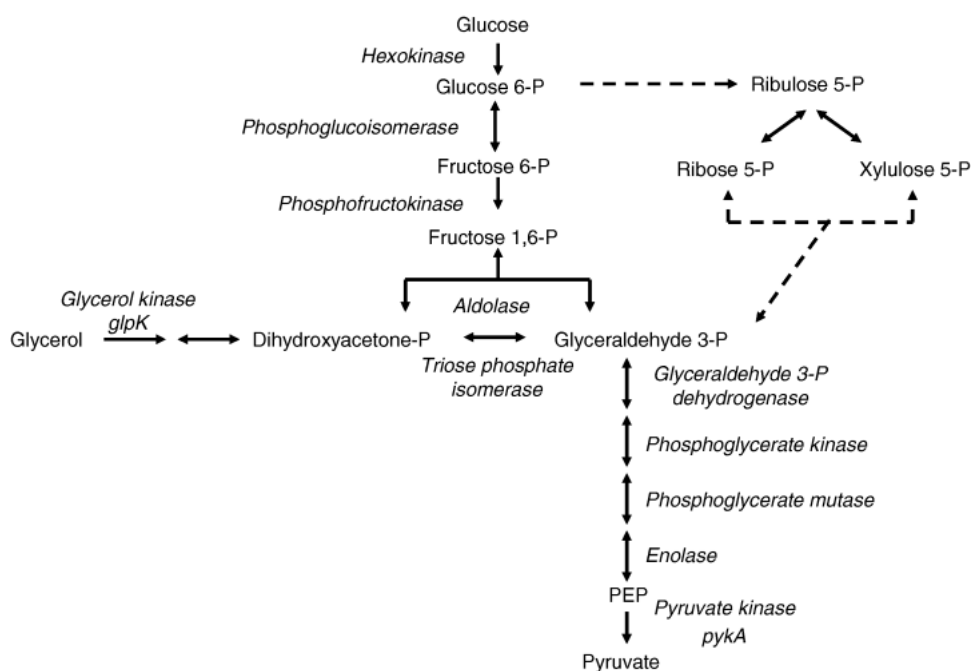 Glucose
Hexokinase
Glucose 6-P
Ribulose 5-P
Phosphoglucoisomerase
Fructose 6-P
Ribose 5-P
Xylulose 5-P
Phosphofructokinase
Fructose 1,6-P
Glycerol kinase
glpK
Aldolase
Glycerol
Dihydroxyacetone-P
Glyceraldehyde 3-P
Triose phosphate
isomerase
Glyceraldehyde 3-P
dehydrogenase
Phosphoglycerate kinase
Phosphoglycerate mutase
Enolase
PEP
Pyruvate kinase
pykA
Pyruvate